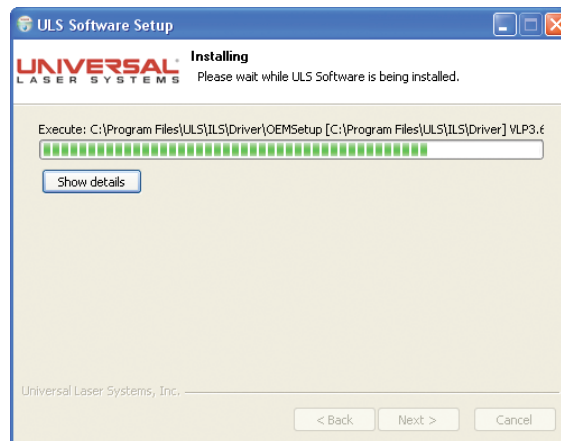 ULS Software Setup
UNIVERSAL
LASER SYSTEMS
Installing
Please wait while ULS Software is being installed.
Execute: C:\Program Files\ULS\ILS\Driver\OEMSetup [C:\Program Files\ULS\ILS\Driver] VLP3.6
Show details
Universal Laser Systems, Inc.
< Back
Next >
Cancel